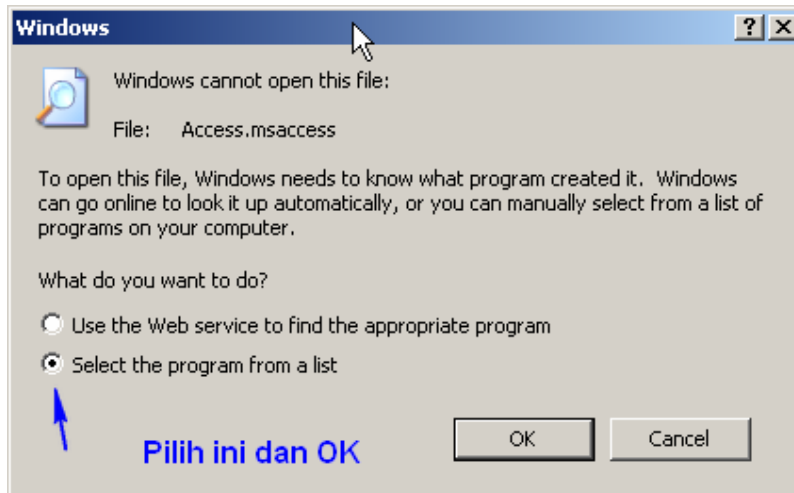 Windows
Windows cannot open this file:
File: Access.msaccess
To open this file, Windows needs to know what program created it. Windows
can go online to look it up automatically, or you can manually select from a list of
programs on your computer.
What do you want to do?
Use the Web service to find the appropriate program
Select the program from a list
Pilih ini dan OK
OK Cancel